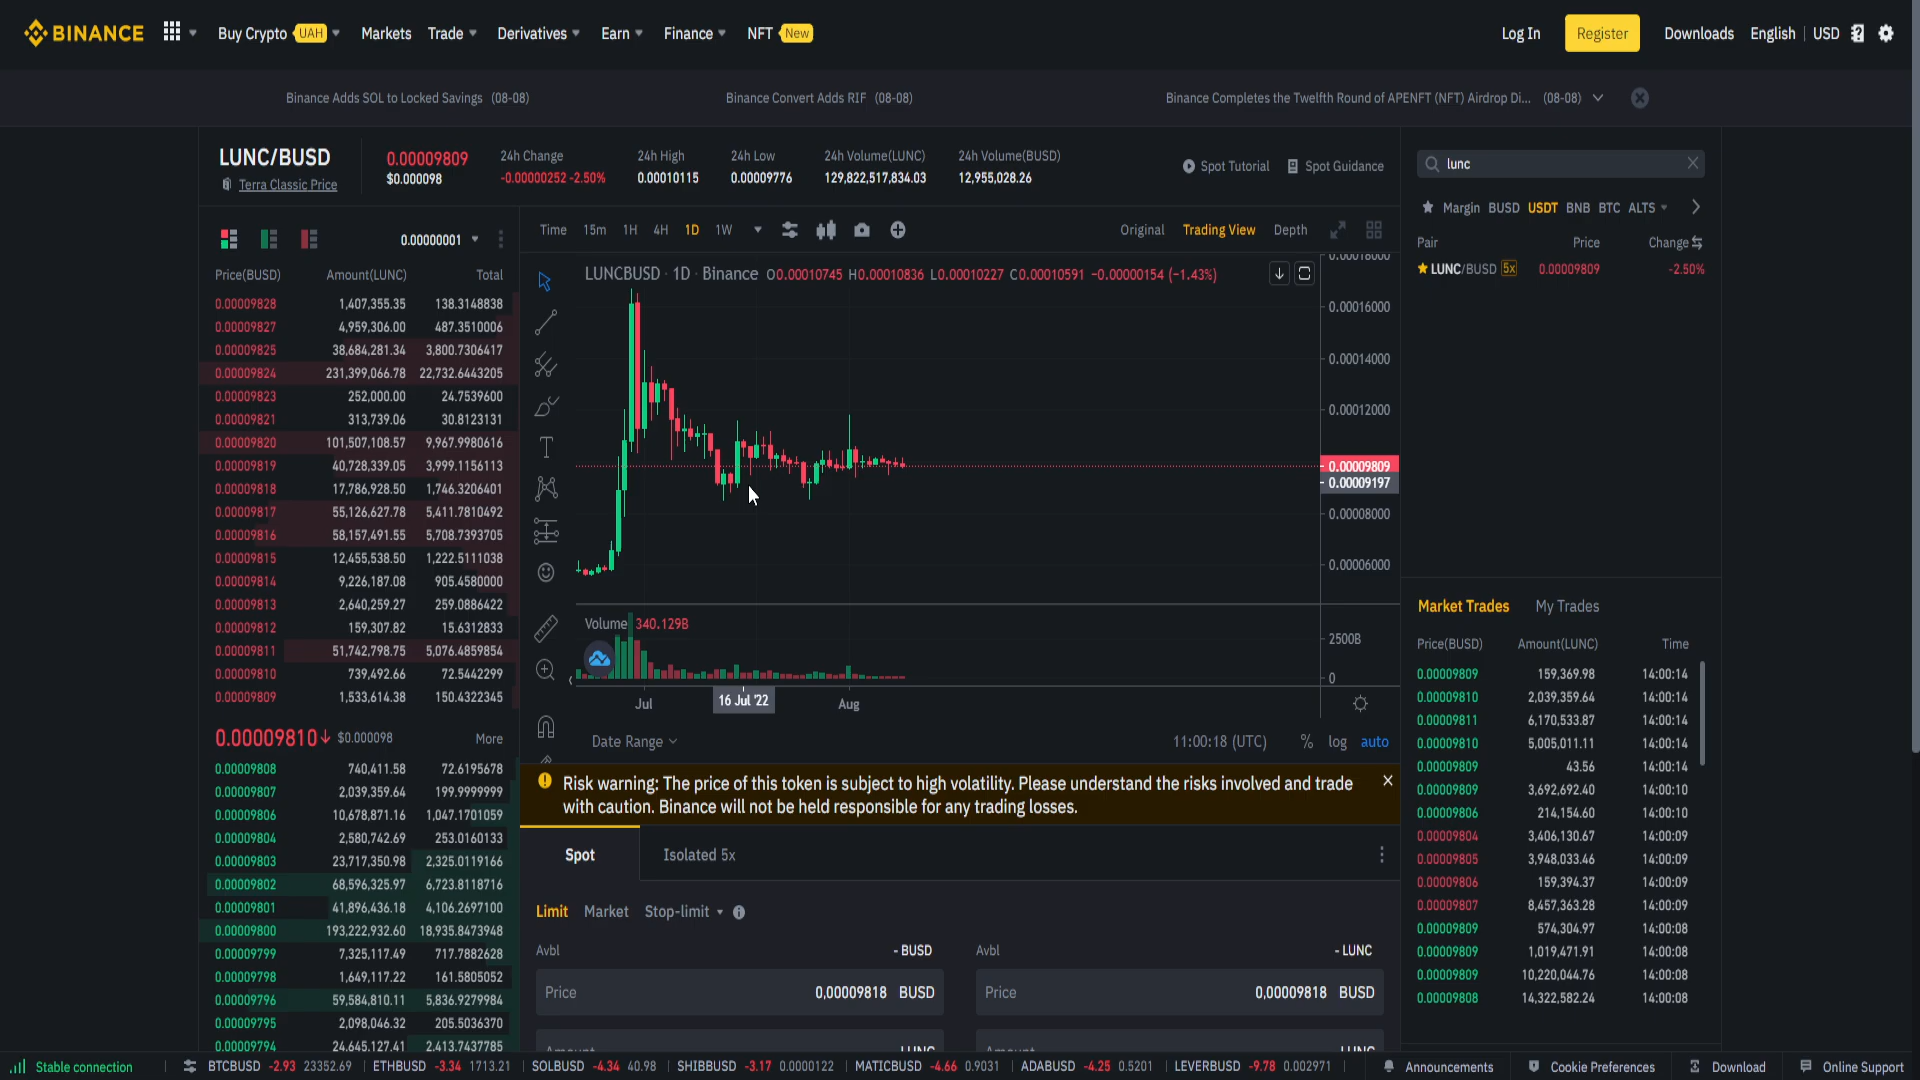 BINANCE
Buy Crypto UAH
Markets
Trade
Derivatives
Earn
Finance
NFT New
Log In
Register
Downloads
English
USD
Binance Adds SOL to Locked Savings (08-08)
Binance Convert Adds RIF (08-08)
Binance Completes the Twelfth Round of APENFT (NFT) Airdrop Di... (08-08)
LUNC/BUSD
Terra Classic Price
0.00009809
$0.000098
24h Change
-0.00000252 -2.50%
24h High
0.00010115
24h Low
0.00009776
24h Volume(LUNC)
129,822,517,834.03
24h Volume(BUSD)
12,955,028.26
Spot Tutorial
Spot Guidance
0.00000001
Price(BUSD) Amount(LUNC) Total
0.00009828 1,407,355.35 138.3148838
0.00009827 4,959,306.00 487.3510006
0.00009825 38,684,281.34 3,800.7306417
0.00009824 231,399,066.78 22,732.6443205
0.00009823 252,000.00 24.7539600
0.00009821 313,739.06 30.8123131
0.00009820 101,507,108.57 9,967.9980616
0.00009819 40,728,339.05 3,999.1156113
0.00009818 17,786,928.50 1,746.3206401
0.00009817 55,126,627.78 5,411.7810492
0.00009816 58,157,491.55 5,708.7393705
0.00009815 12,455,538.50 1,222.5111038
0.00009814 9,226,187.08 905.4580000
0.00009813 2,640,259.27 259.0886422
0.00009812 159,307.82 15.6312833
0.00009811 51,742,798.75 5,076.4859854
0.00009810 739,492.66 72.5442299
0.00009809 1,533,614.38 150.4322345
0.00009810↓ $0.000098 More
0.00009808 740,411.58 72.6195678
0.00009807 2,039,359.64 199.9999999
0.00009806 10,678,871.16 1,047.1701059
0.00009804 2,580,742.69 253.0160133
0.00009803 23,717,350.98 2,325.0119166
0.00009802 68,596,325.97 6,723.8118716
0.00009801 41,896,436.18 4,106.2697100
0.00009800 193,222,932.60 18,935.8473948
0.00009799 7,325,117.49 717.7882628
0.00009798 1,649,117.22 161.5805052
0.00009796 59,584,810.11 5,836.9279984
0.00009795 2,098,046.32 205.5036370
0.00009794 24,645,127.41 2,413.7437785
Time 15m 1H 4H 1D 1W
Original Trading View Depth
LUNCBUSD · 1D · Binance O0.00010745 H0.00010836 L0.00010227 C0.00010591 −0.00000154 (−1.43%)
0.00018000
0.00016000
0.00014000
0.00012000
0.00009809
0.00009197
0.00008000
0.00006000
Volume 340.129B
2500B
0
Jul
16 Jul '22
Aug
Date Range
11:00:18 (UTC) % log auto
Risk warning: The price of this token is subject to high volatility. Please understand the risks involved and trade
with caution. Binance will not be held responsible for any trading losses.
Spot
Isolated 5x
Limit Market Stop-limit
Avbl - BUSD
Avbl - LUNC
Price 0,00009818 BUSD
Price 0,00009818 BUSD
Amount LUNC
Amount LUNC
lunc
Margin BUSD USDT BNB BTC ALTS
Pair Price Change
LUNC/BUSD 5x 0.00009809 -2.50%
Market Trades
My Trades
Price(BUSD) Amount(LUNC) Time
0.00009809 159,369.98 14:00:14
0.00009810 2,039,359.64 14:00:14
0.00009811 6,170,533.87 14:00:14
0.00009810 5,005,011.11 14:00:14
0.00009809 43.56 14:00:14
0.00009809 3,692,692.40 14:00:10
0.00009806 214,154.60 14:00:10
0.00009804 3,406,130.67 14:00:09
0.00009805 3,948,033.46 14:00:09
0.00009806 159,394.37 14:00:09
0.00009807 8,457,363.28 14:00:09
0.00009809 574,304.97 14:00:08
0.00009809 1,019,471.91 14:00:08
0.00009809 10,220,044.76 14:00:08
0.00009808 14,322,582.24 14:00:08
Stable connection
BTCBUSD -2.93 23352.69
ETHBUSD -3.34 1713.21
SOLBUSD -4.34 40.98
SHIBBUSD -3.17 0.0000122
MATICBUSD -4.66 0.9031
ADABUSD -4.25 0.5201
LEVERBUSD -9.78 0.002971
Announcements
Cookie Preferences
Download
Online Support